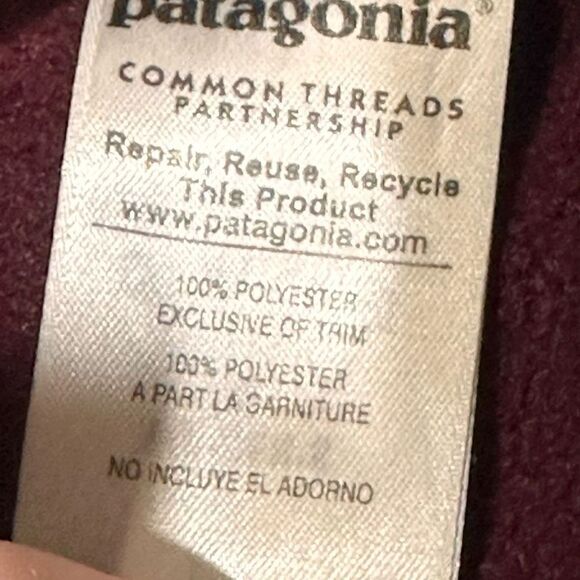 patagonia®
COMMON THREADS
PARTNERSHIP
Repair, Reuse, Recycle
This Product
www.patagonia.com
100% POLYESTER
EXCLUSIVE OF TRIM
100% POLYESTER
A PART LA GARNITURE
NO INCLUYE EL ADORNO